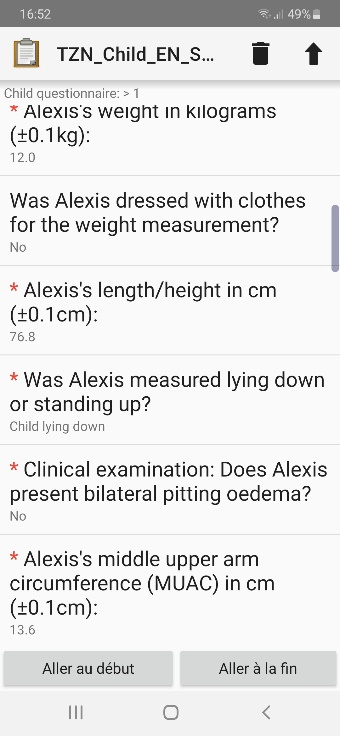 16:52
49%
TZN_Child_EN_S...
Child questionnaire: > 1
* Alexis's weight in kilograms
(±0.1kg):
12.0
Was Alexis dressed with clothes
for the weight measurement?
No
* Alexis's length/height in cm
(±0.1cm):
76.8
* Was Alexis measured lying down
or standing up?
Child lying down
* Clinical examination: Does Alexis
present bilateral pitting oedema?
No
* Alexis's middle upper arm
circumference (MUAC) in cm
(±0.1cm):
13.6
Aller au début
Aller à la fin